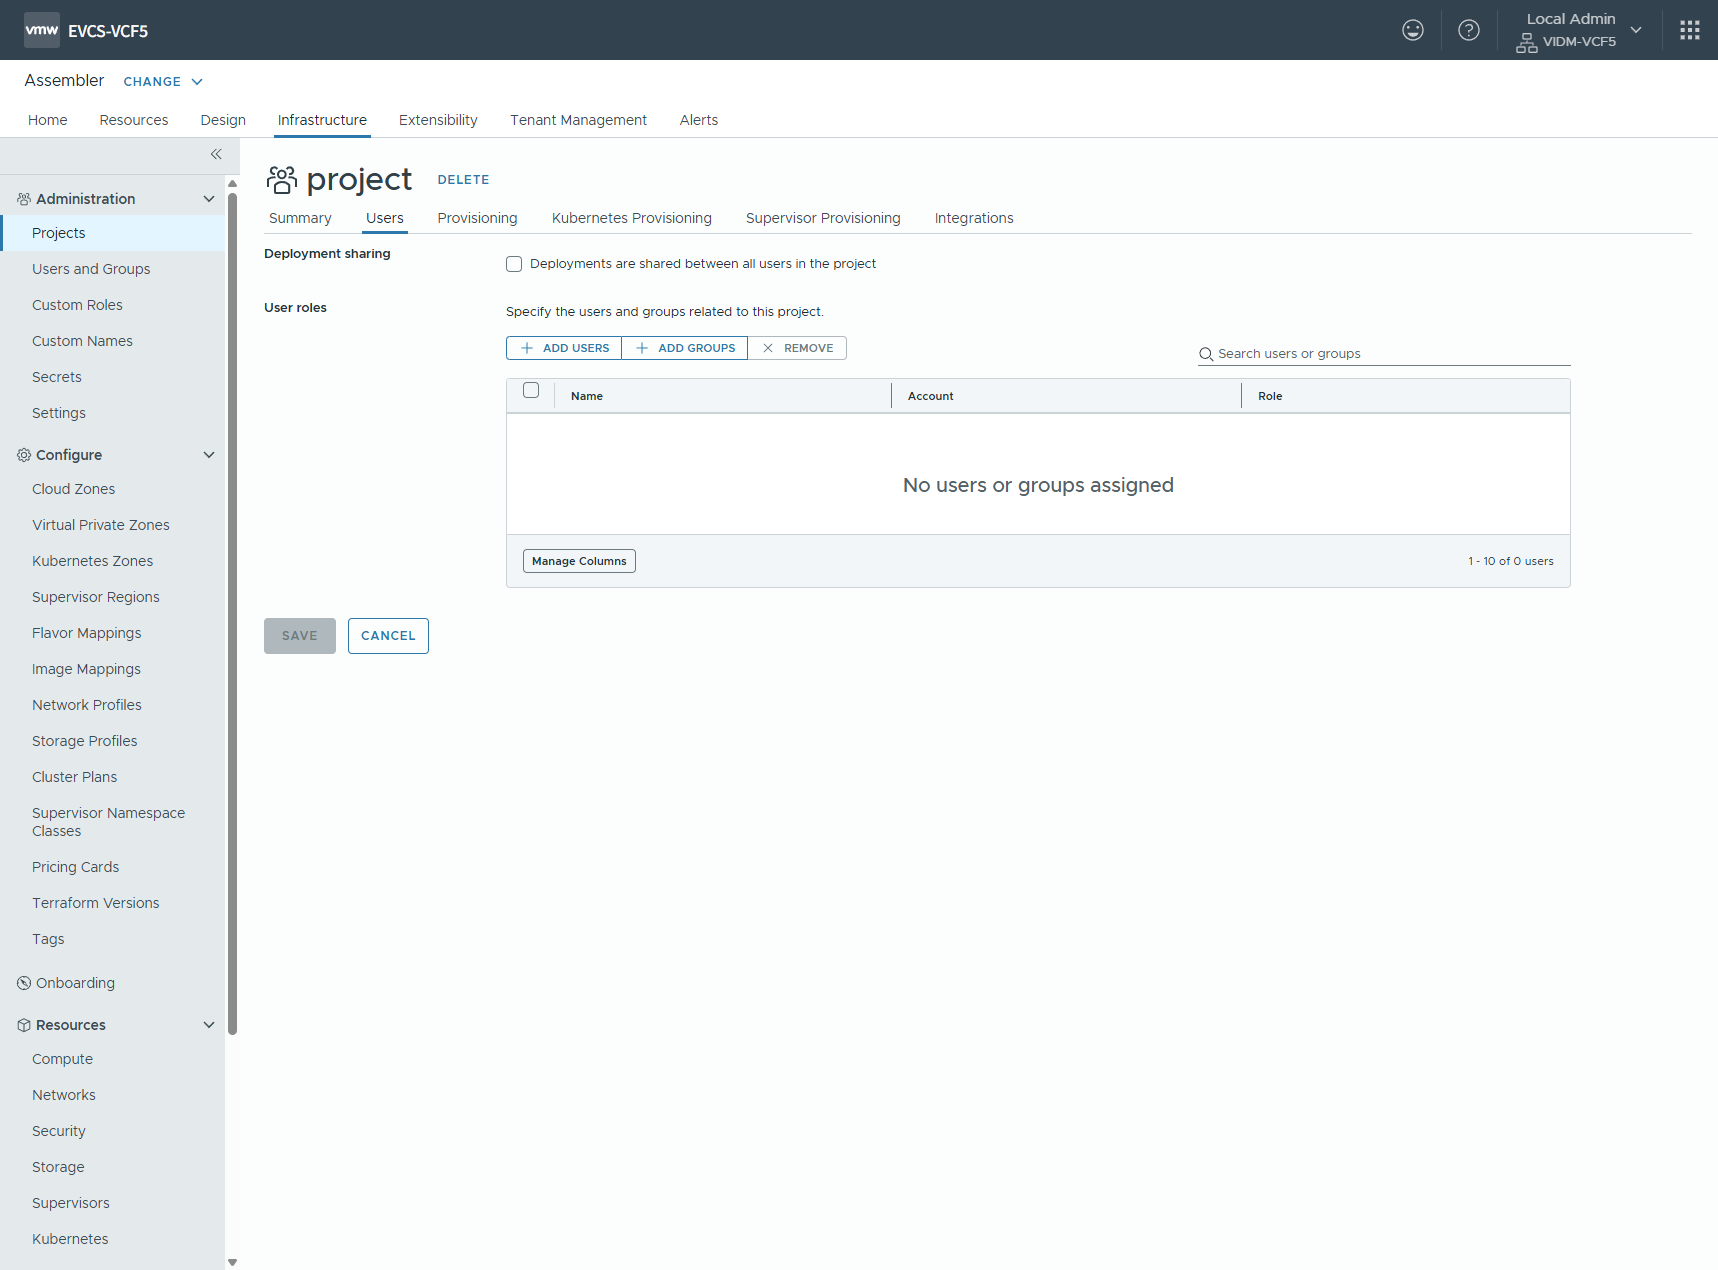 vmw EVCS-VCF5
Local Admin
VIDM-VCF5
Assembler CHANGE
Home Resources Design Infrastructure Extensibility Tenant Management Alerts
Administration
Projects
Users and Groups
Custom Roles
Custom Names
Secrets
Settings
Configure
Cloud Zones
Virtual Private Zones
Kubernetes Zones
Supervisor Regions
Flavor Mappings
Image Mappings
Network Profiles
Storage Profiles
Cluster Plans
Supervisor Namespace
Classes
Pricing Cards
Terraform Versions
Tags
Onboarding
Resources
Compute
Networks
Security
Storage
Supervisors
Kubernetes
project DELETE
Summary Users Provisioning Kubernetes Provisioning Supervisor Provisioning Integrations
Deployment sharing
Deployments are shared between all users in the project
User roles
Specify the users and groups related to this project.
ADD USERS ADD GROUPS REMOVE
Search users or groups
Name Account Role
No users or groups assigned
Manage Columns 1 - 10 of 0 users
SAVE CANCEL